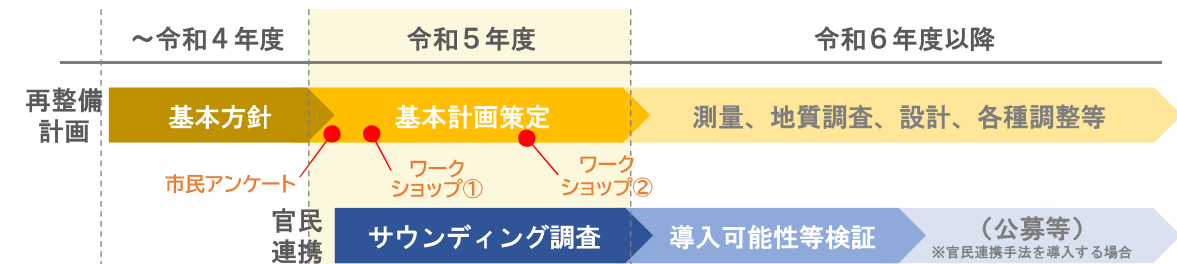 ～令和４年度
令和５年度
令和６年度以降
再整備
計画
基本方針
基本計画策定
測量、地質調査、設計、各種調整等
市民アンケート
ワーク
ショップ①
ワーク
ショップ②
官民
連携
サウンディング調査
導入可能性等検証
（公募等）
※官民連携手法を導入する場合